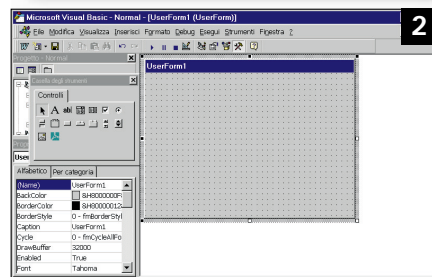 Microsoft Visual Basic - Normal - [UserForm1 (UserForm)]
2
File Modifica Visualizza Inserisci Formato Debug Esegui Strumenti Finestra ?
Progetto - Normal
UserForm1
Casella degli strumenti
Controlli
A abl
Alfabetico Per categoria
(Name) UserForm1
BackColor &H8000000F&
BorderColor &H80000012&
BorderStyle 0 - fmBorderStyl
Caption UserForm1
Cycle 0 - fmCycleAllFo
DrawBuffer 32000
Enabled True
Font Tahoma